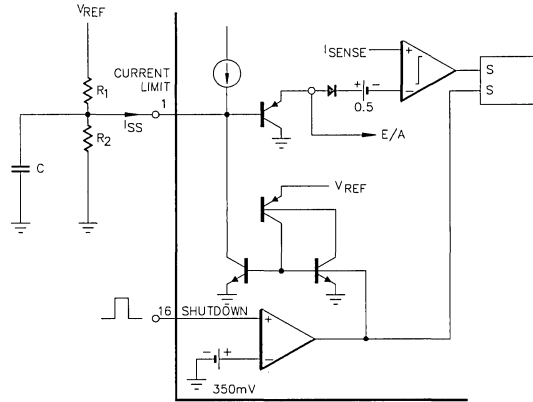 VREF
ISENSE
+
S
CURRENT
LIMIT
R1
1
ISS
+ -
0.5
-
S
E/A
R2
C
VREF
16 SHUTDOWN
+
- +
-
350mV